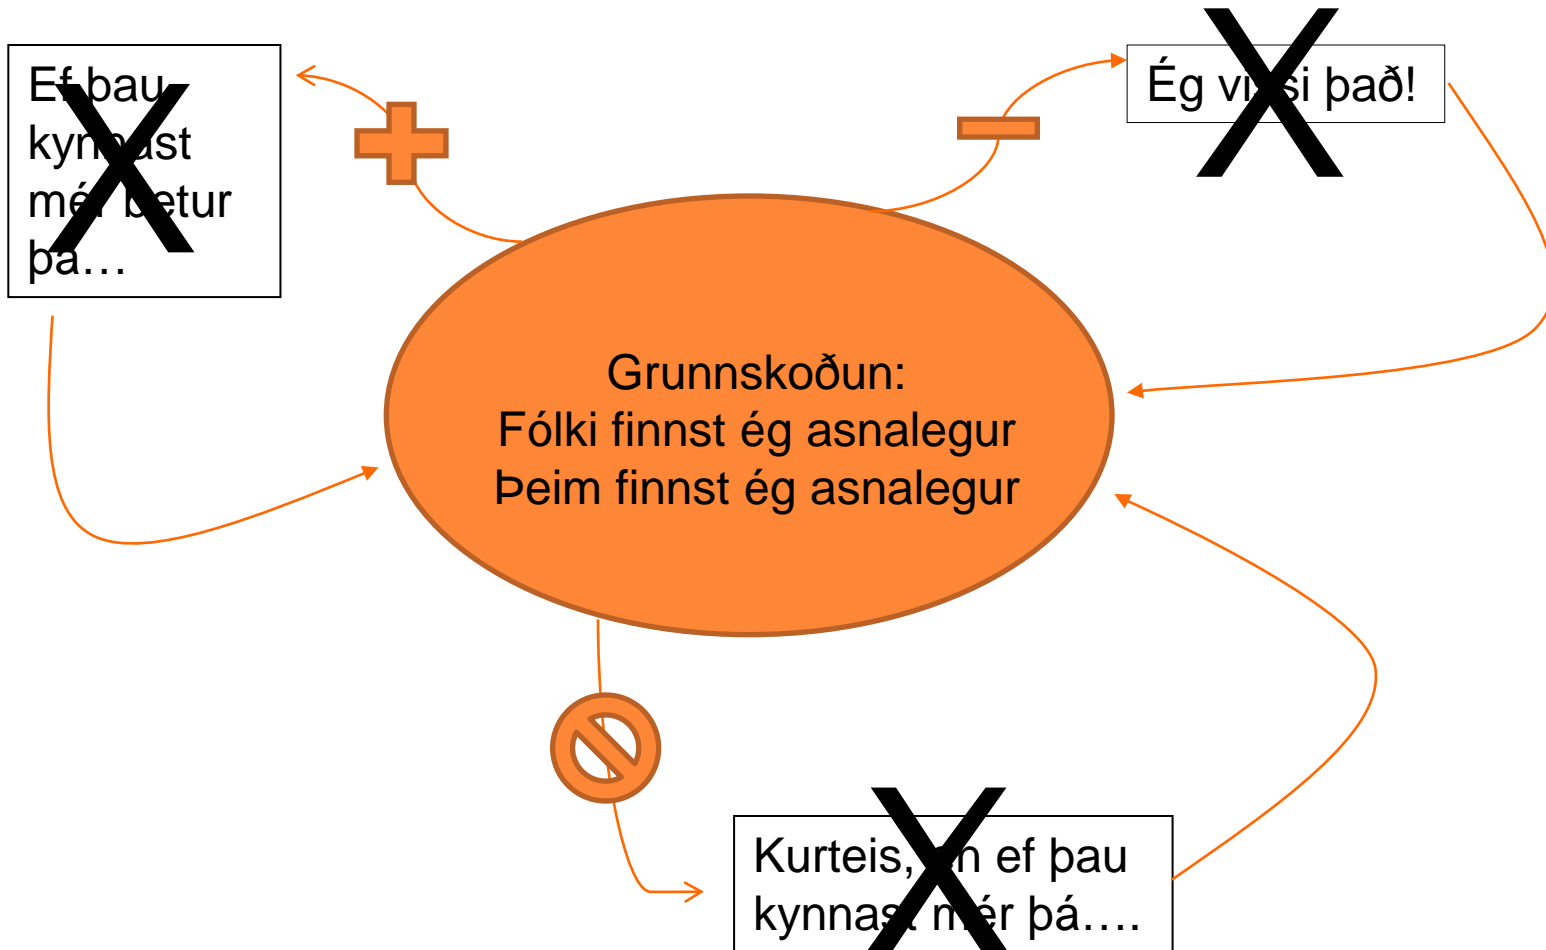 Ef þau
kynnast
mér betur
þá…
X
Ég vissi það!
X
Grunnskoðun:
Fólki finnst ég asnalegur
Þeim finnst ég asnalegur
Kurteis, en ef þau
kynnast mér þá….
X